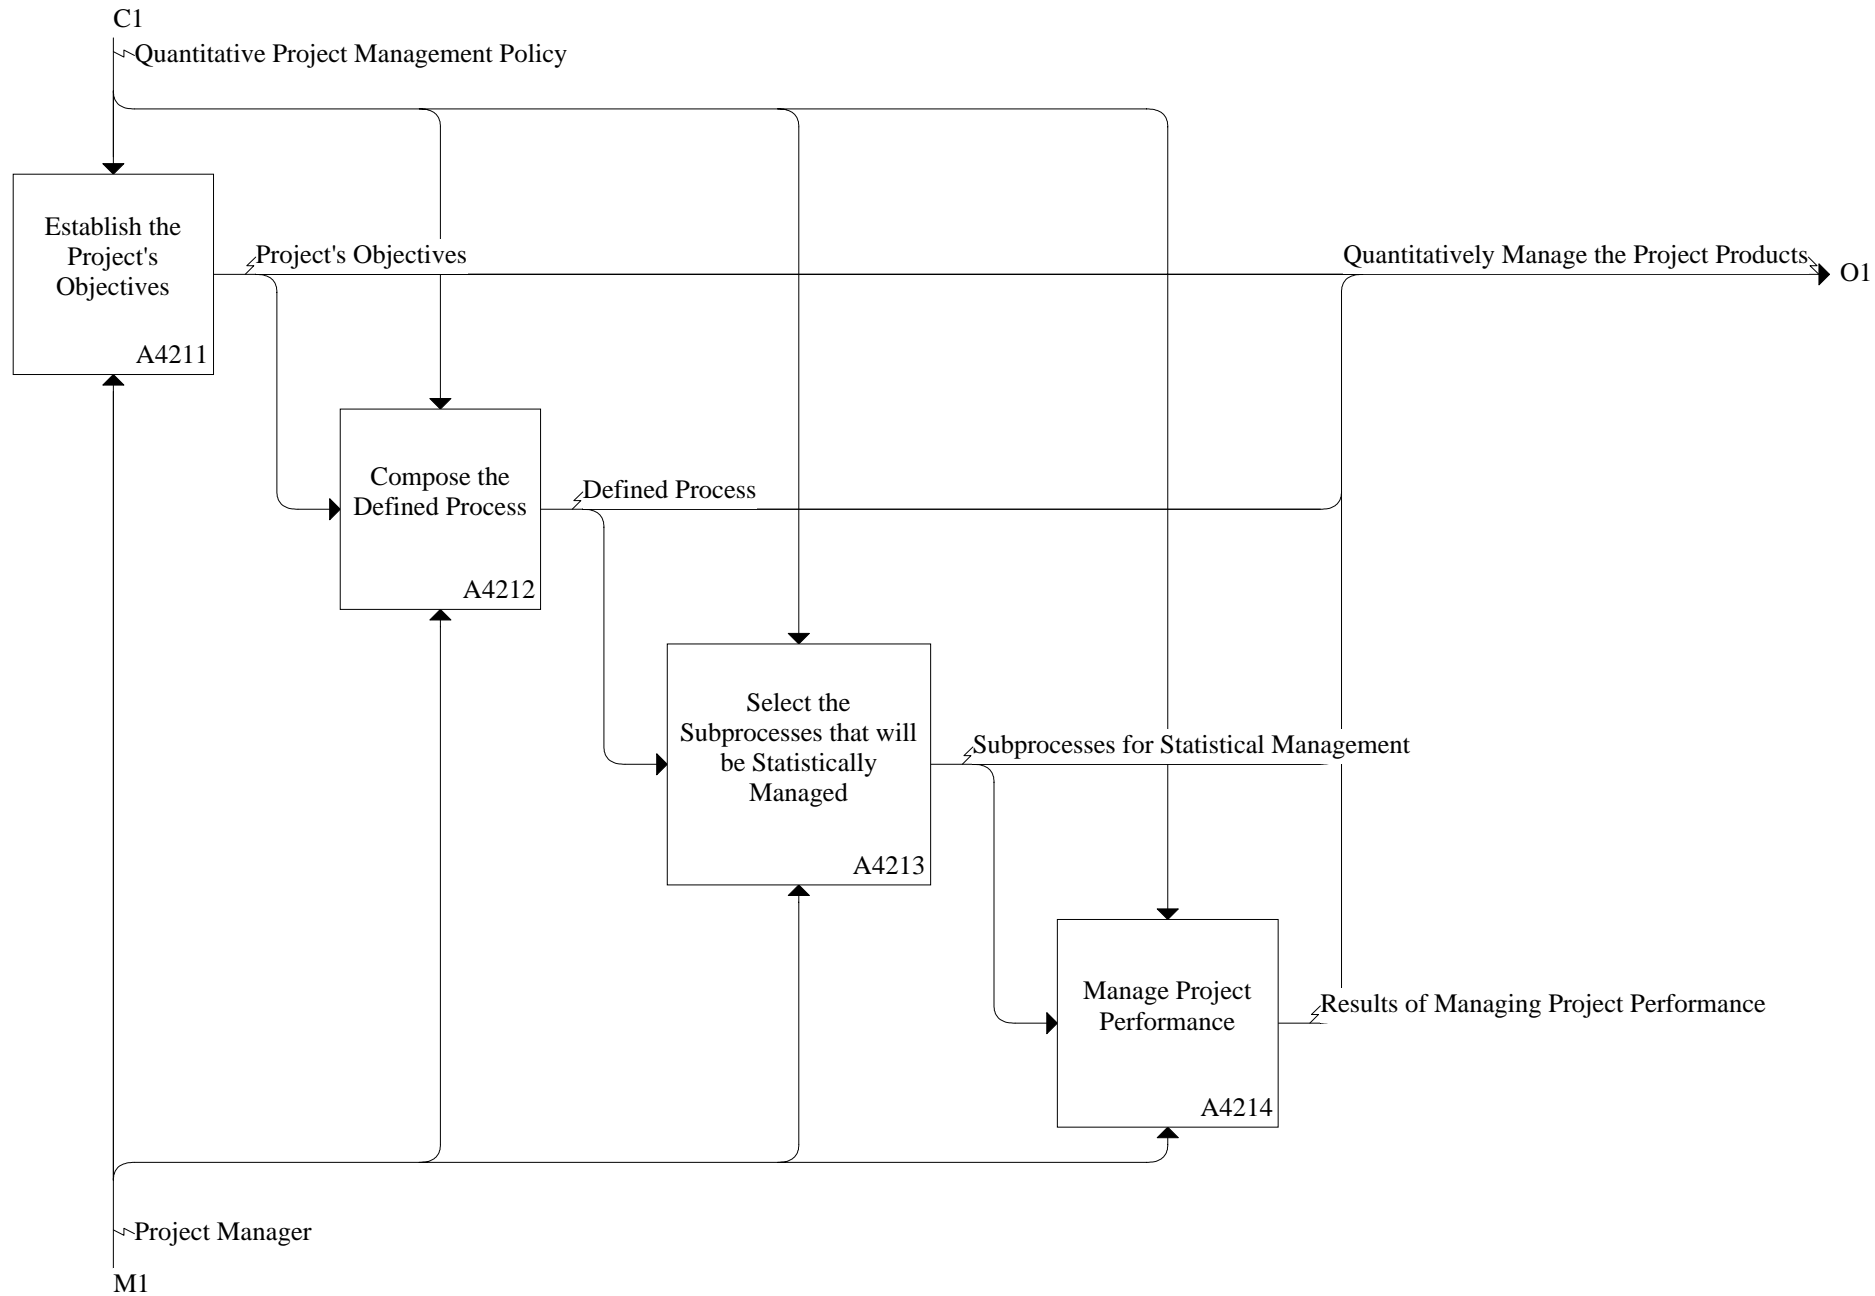 C1
Quantitative Project Management Policy
Establish the
Project's
Objectives
A4211
Project's Objectives
Quantitatively Manage the Project Products
O1
Compose the
Defined Process
A4212
Defined Process
Select the
Subprocesses that will
be Statistically
Managed
A4213
Subprocesses for Statistical Management
Manage Project
Performance
A4214
Results of Managing Project Performance
Project Manager
M1